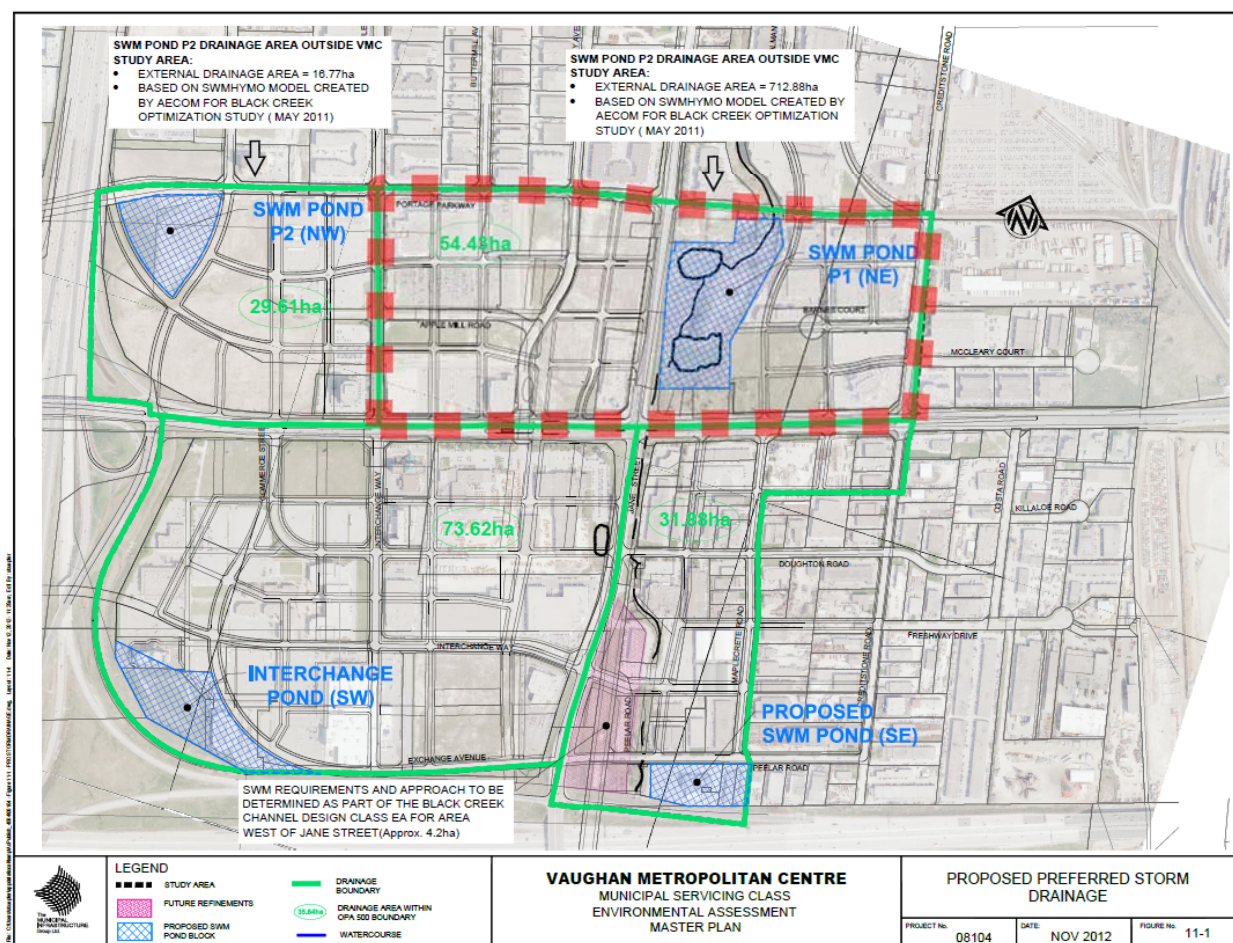 SWM POND P2 DRAINAGE AREA OUTSIDE VMC
STUDY AREA:
• EXTERNAL DRAINAGE AREA = 16.77ha
• BASED ON SWMHYMO MODEL CREATED
BY AECOM FOR BLACK CREEK
OPTIMIZATION STUDY ( MAY 2011)
SWM POND P2 DRAINAGE AREA OUTSIDE VMC
STUDY AREA:
• EXTERNAL DRAINAGE AREA = 712.88ha
• BASED ON SWMHYMO MODEL CREATED BY
AECOM FOR BLACK CREEK OPTIMIZATION
STUDY ( MAY 2011)
CREDITSTONE ROAD
PORTAGE PARKWAY
SWM POND
P2 (NW)
54.43ha
SWM POND
P1 (NE)
29.61ha
APPLE MILL ROAD
BARNES COURT
MCCLEARY COURT
COMMERCE STREET
INTERCHANGE WAY
JANE STREET
73.62ha
31.88ha
COSTA ROAD
KILLALOE ROAD
DOUGHTON ROAD
FRESHWAY DRIVE
MAPLECRETE ROAD
CREDITSTONE ROAD
INTERCHANGE WAY
INTERCHANGE
POND (SW)
PEELAR ROAD
PROPOSED
SWM POND (SE)
EXCHANGE AVENUE
PEELAR ROAD
SWM REQUIREMENTS AND APPROACH TO BE
DETERMINED AS PART OF THE BLACK CREEK
CHANNEL DESIGN CLASS EA FOR AREA
WEST OF JANE STREET(Approx. 4.2ha)
The
MUNICIPAL
INFRASTRUCTURE
Group Ltd.
LEGEND
STUDY AREA
FUTURE REFINEMENTS
PROPOSED SWM
POND BLOCK
DRAINAGE
BOUNDARY
DRAINAGE AREA WITHIN
OPA 500 BOUNDARY
WATERCOURSE
VAUGHAN METROPOLITAN CENTRE
MUNICIPAL SERVICING CLASS
ENVIRONMENTAL ASSESSMENT
MASTER PLAN
PROPOSED PREFERRED STORM
DRAINAGE
PROJECT No. 08104
DATE: NOV 2012
FIGURE No. 11-1